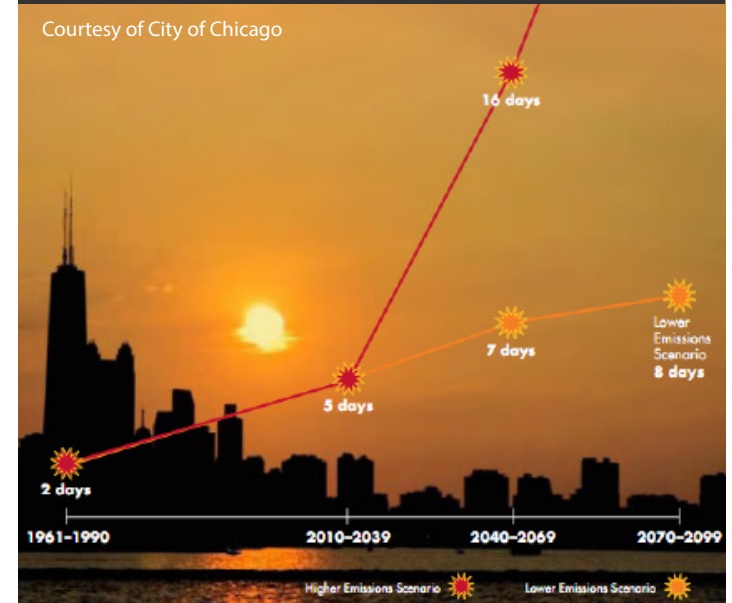 Courtesy of City of Chicago
16 days
7 days
Lower
Emissions
Scenario
8 days
5 days
2 days
1961–1990
2010–2039
2040–2069
2070–2099
Higher Emissions Scenario
Lower Emissions Scenario